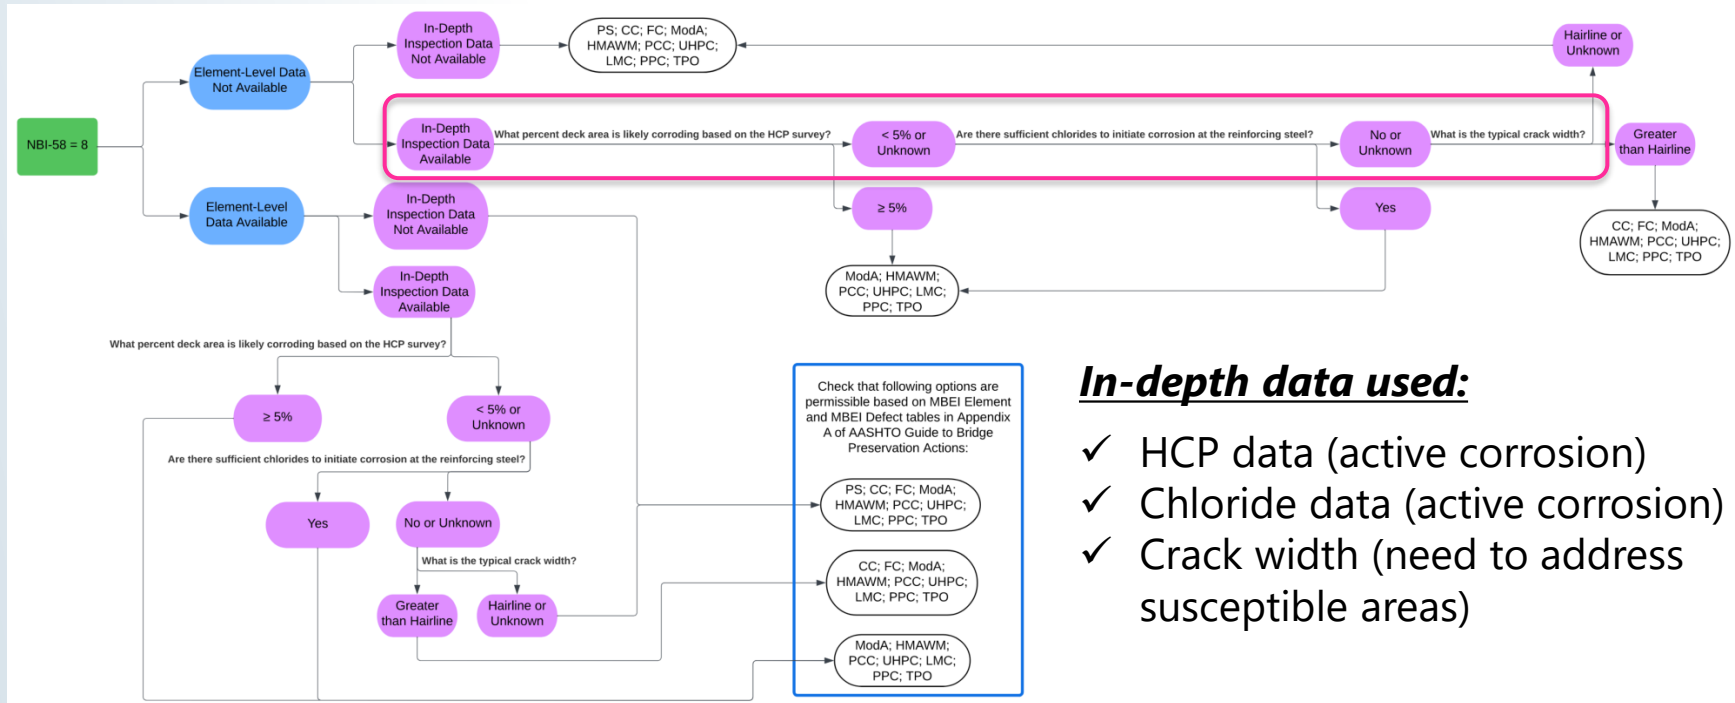 NBI-58 = 8
Element-Level Data
Not Available
In-Depth
Inspection Data
Not Available
PS; CC; FC; ModA;
HMAWM; PCC; UHPC;
LMC; PPC; TPO
Hairline or
Unknown
In-Depth
Inspection Data
Available
What percent deck area is likely corroding based on the HCP survey?
< 5% or
Unknown
Are there sufficient chlorides to initiate corrosion at the reinforcing steel?
No or
Unknown
What is the typical crack width?
Greater
than Hairline
≥ 5%
Yes
CC; FC; ModA;
HMAWM; PCC; UHPC;
LMC; PPC; TPO
ModA; HMAWM;
PCC; UHPC; LMC;
PPC; TPO
Element-Level
Data Available
In-Depth
Inspection Data
Not Available
In-Depth
Inspection Data
Available
What percent deck area is likely corroding based on the HCP survey?
≥ 5%
< 5% or
Unknown
Are there sufficient chlorides to initiate corrosion at the reinforcing steel?
Yes
No or Unknown
What is the typical crack width?
Greater
than Hairline
Hairline or
Unknown
Check that following options are
permissible based on MBEI Element
and MBEI Defect tables in Appendix
A of AASHTO Guide to Bridge
Preservation Actions:
PS; CC; FC; ModA;
HMAWM; PCC; UHPC;
LMC; PPC; TPO
CC; FC; ModA;
HMAWM; PCC; UHPC;
LMC; PPC; TPO
ModA; HMAWM;
PCC; UHPC; LMC;
PPC; TPO
In-depth data used:
✓ HCP data (active corrosion)
✓ Chloride data (active corrosion)
✓ Crack width (need to address
susceptible areas)